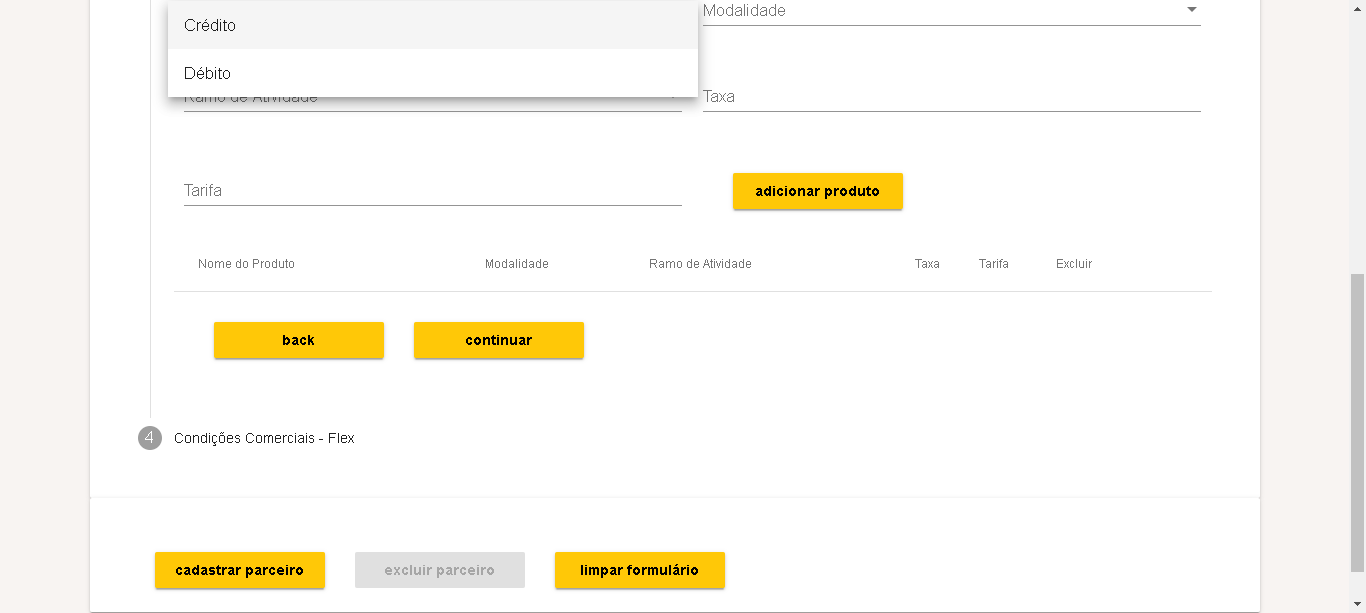 Crédito
Modalidade
Débito
Ramo de Atividade
Taxa
Tarifa
adicionar produto
Nome do Produto Modalidade Ramo de Atividade Taxa Tarifa Excluir
back continuar
4 Condições Comerciais - Flex
cadastrar parceiro excluir parceiro limpar formulário